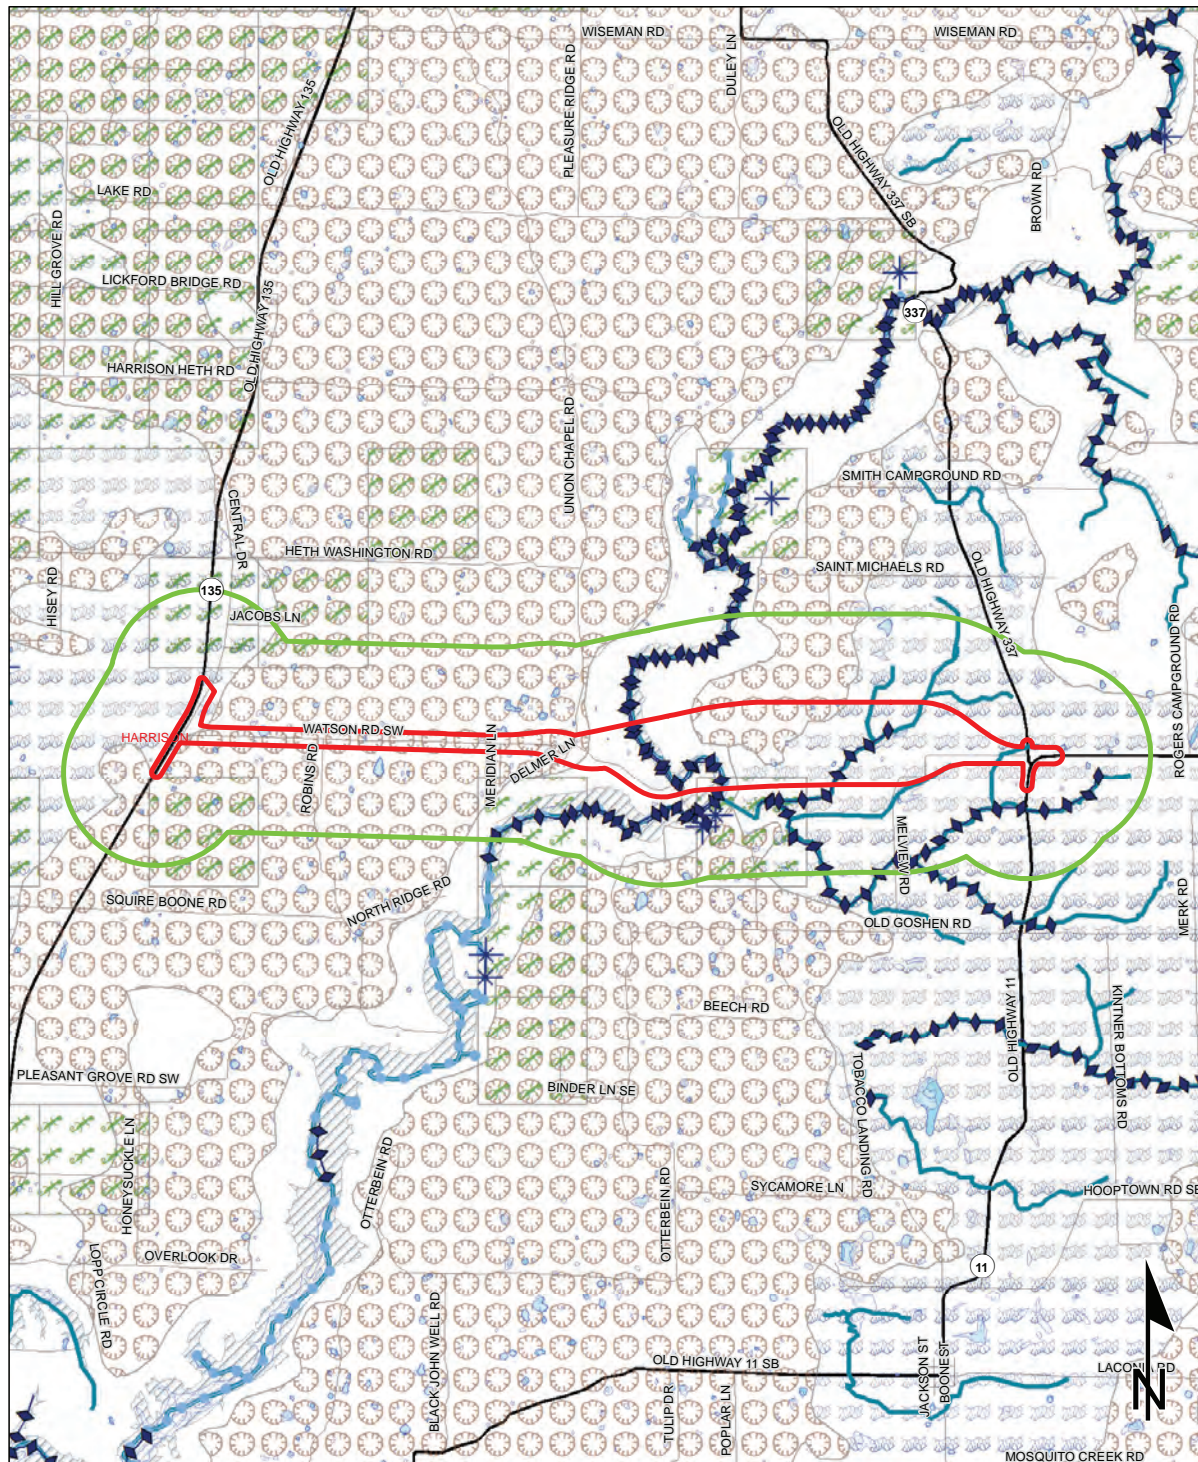 WISEMAN RD
WISEMAN RD
DULEY LN
PLEASURE RIDGE RD
OLD HIGHWAY 135
OLD HIGHWAY 337 SB
LAKE RD
BROWN RD
HILL GROVE RD
LICKFORD BRIDGE RD
OLD HIGHWAY 135
337
HARRISON HETH RD
UNION CHAPEL RD
SMITH CAMPGROUND RD
CENTRAL DR
HETH WASHINGTON RD
SAINT MICHAELS RD
HISEY RD
135
JACOBS LN
OLD HIGHWAY 337
ROGERS CAMPGROUND RD
HARRISON
WATSON RD SW
MERIDIAN LN
DELMER LN
ROBINS RD
MELVIEW RD
SQUIRE BOONE RD
NORTH RIDGE RD
OLD GOSHEN RD
MERK RD
BEECH RD
OLD HIGHWAY 11
KINTNER BOTTOMS RD
PLEASANT GROVE RD SW
BINDER LN SE
TOBACCO LANDING RD
HONEYSUCKLE LN
OTTERBEIN RD
OTTERBEIN RD
SYCAMORE LN
HOOPTOWN RD SE
OVERLOOK DR
LOPP CIRCLE RD
11
BLACK JOHN WELL RD
OLD HIGHWAY 11 SB
JACKSON ST
BOONE ST
LACONIA RD
TULIP DR
POPLAR LN
N
MOSQUITO CREEK RD